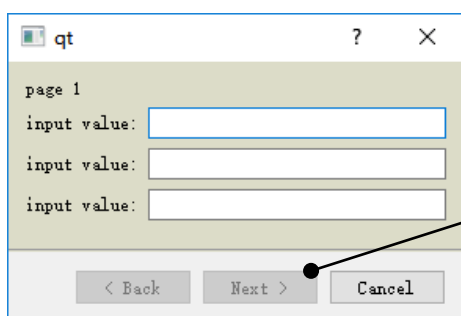 qt ? ×
page 1
input value:
input value:
input value:
< Back Next > Cancel